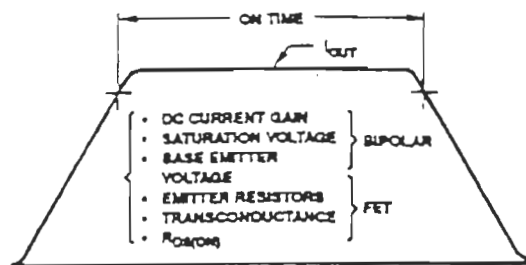 ON TIME
IOUT
• DC CURRENT GAIN
• SATURATION VOLTAGE
• BASE EMITTER
VOLTAGE
BIPOLAR
• EMITTER RESISTORS
• TRANSCONDUCTANCE
• RDS(ON)
FET